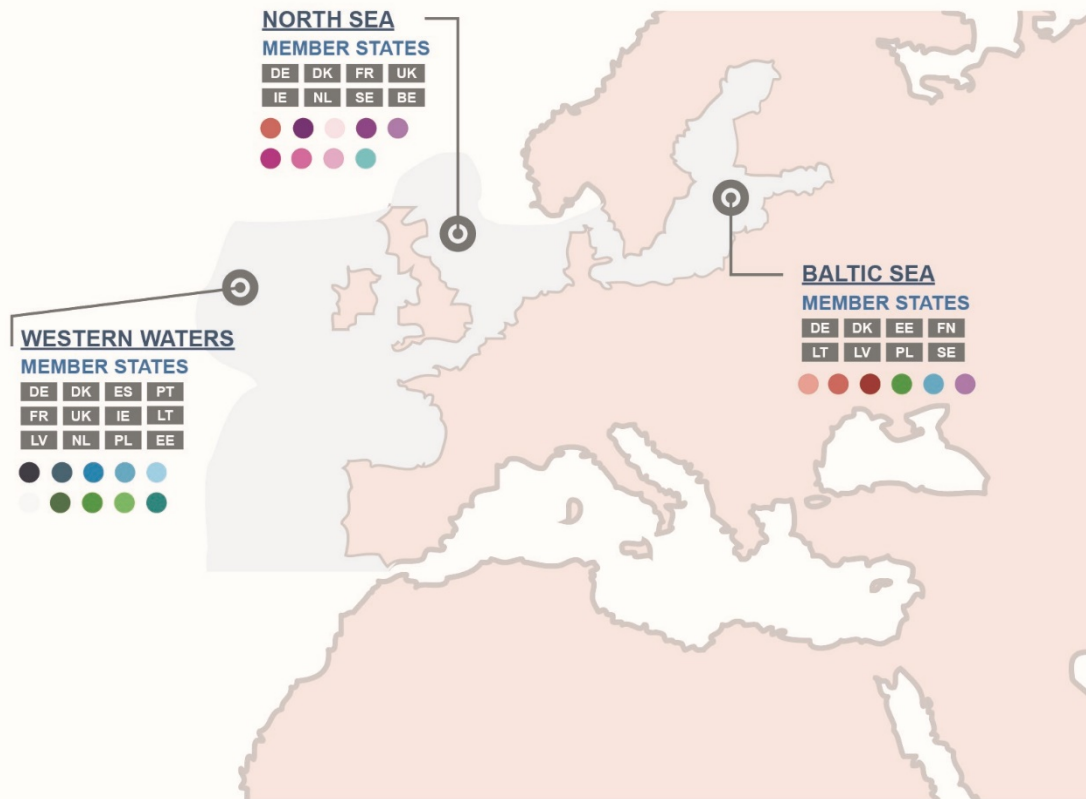 NORTH SEA
MEMBER STATES
DE DK FR UK
IE NL SE BE
BALTIC SEA
MEMBER STATES
DE DK EE FN
LT LV PL SE
WESTERN WATERS
MEMBER STATES
DE DK ES PT
FR UK IE LT
LV NL PL EE